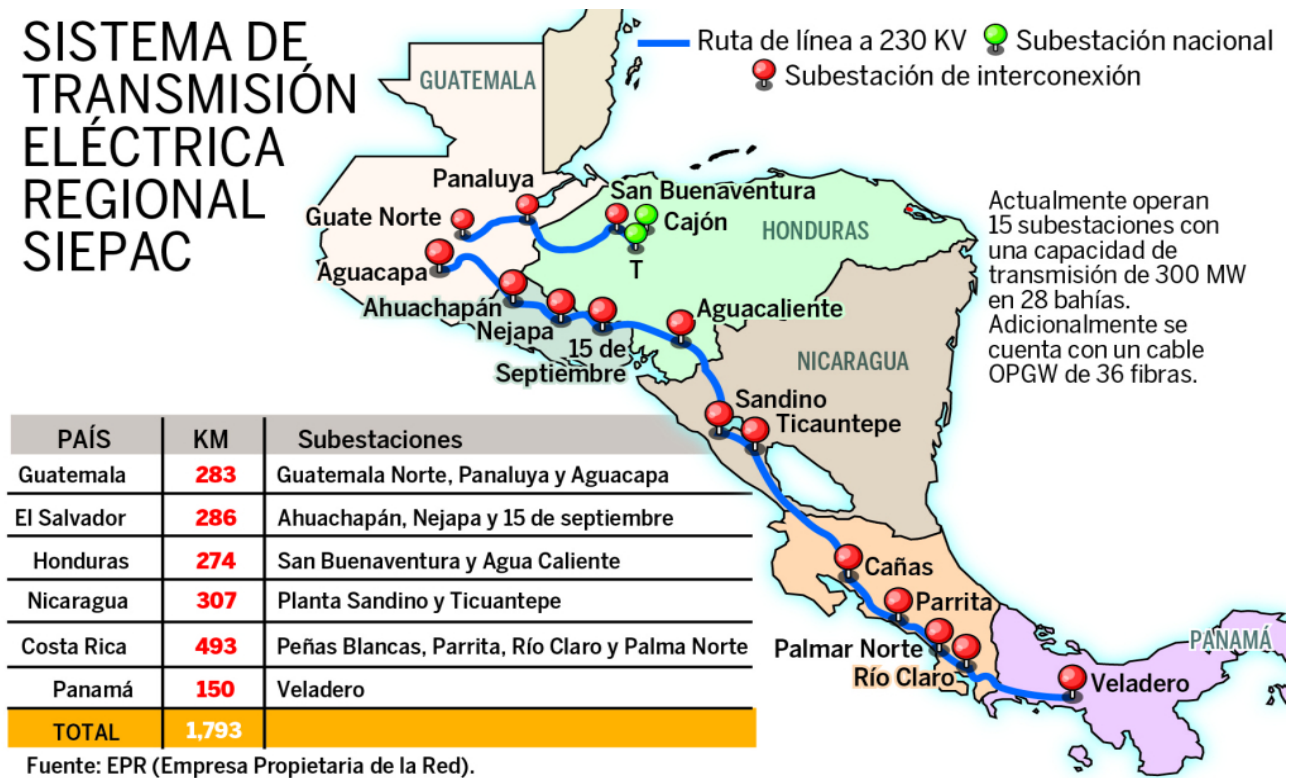 SISTEMA DE
TRANSMISIÓN
ELÉCTRICA
REGIONAL
SIEPAC
Ruta de línea a 230 KV
Subestación nacional
Subestación de interconexión
GUATEMALA
Panaluya
Guate Norte
Aguacapa
San Buenaventura
Cajón
T
HONDURAS
Ahuachapán
Nejapa
15 de
Septiembre
Aguacaliente
NICARAGUA
Sandino
Ticauntepe
Cañas
Parrita
Palmar Norte
Río Claro
PANAMÁ
Veladero
Actualmente operan
15 subestaciones con
una capacidad de
transmisión de 300 MW
en 28 bahías.
Adicionalmente se
cuenta con un cable
OPGW de 36 fibras.
PAÍS KM Subestaciones
Guatemala 283 Guatemala Norte, Panaluya y Aguacapa
El Salvador 286 Ahuachapán, Nejapa y 15 de septiembre
Honduras 274 San Buenaventura y Agua Caliente
Nicaragua 307 Planta Sandino y Ticuantepe
Costa Rica 493 Peñas Blancas, Parrita, Río Claro y Palma Norte
Panamá 150 Veladero
TOTAL 1,793
Fuente: EPR (Empresa Propietaria de la Red).